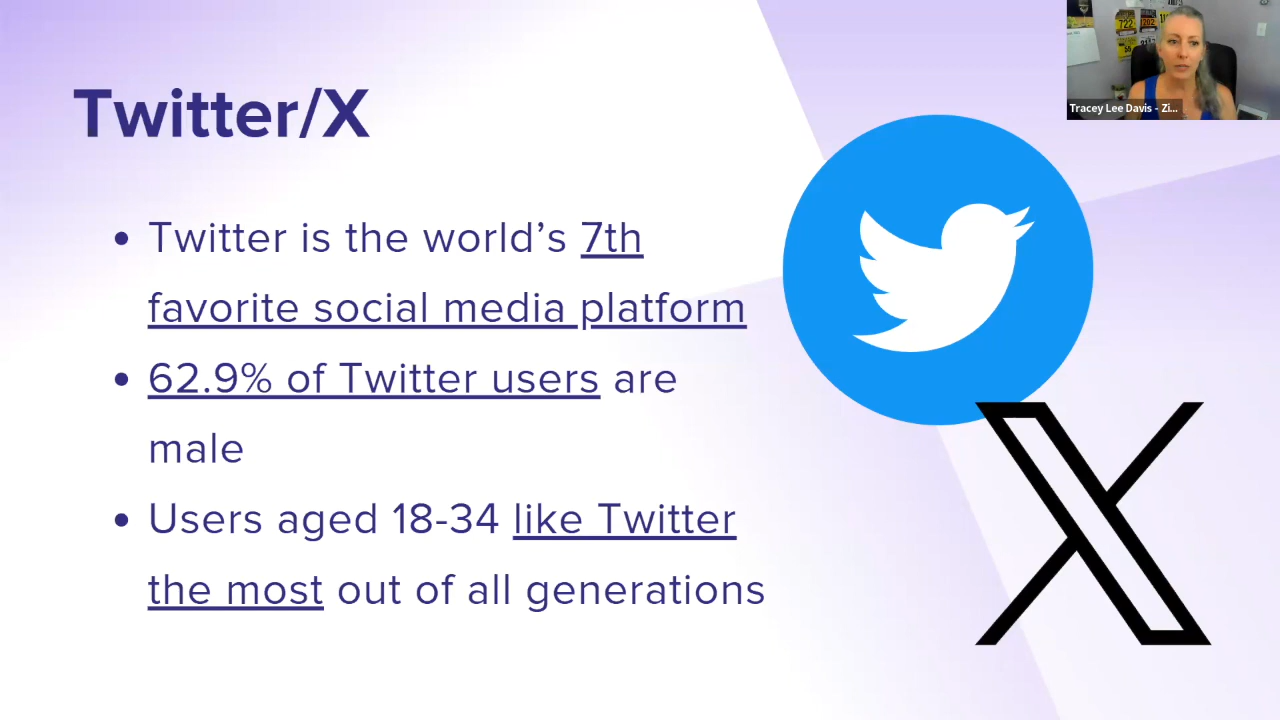 Twitter/X
• Twitter is the world’s 7th
favorite social media platform
• 62.9% of Twitter users are
male
• Users aged 18-34 like Twitter
the most out of all generations
Tracey Lee Davis - Zi...
722